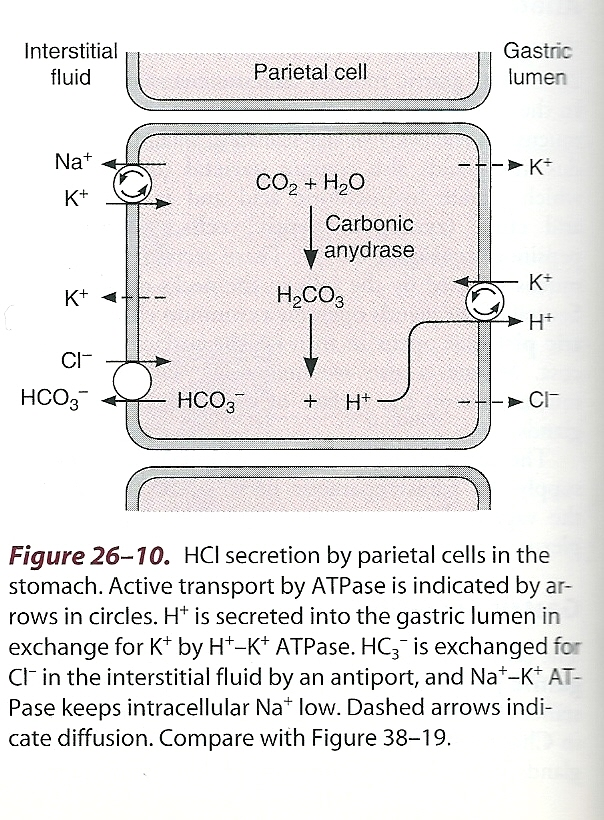 Interstitial
fluid
Parietal cell
Gastric
lumen
Na⁺
K⁺
CO₂ + H₂O
K⁺
Carbonic
anydrase
K⁺
H₂CO₃
K⁺
H⁺
Cl⁻
HCO₃⁻
HCO₃⁻ + H⁺
Cl⁻
Figure 26–10. HCl secretion by parietal cells in the
stomach. Active transport by ATPase is indicated by ar-
rows in circles. H⁺ is secreted into the gastric lumen in
exchange for K⁺ by H⁺–K⁺ ATPase. HC₃⁻ is exchanged for
Cl⁻ in the interstitial fluid by an antiport, and Na⁺–K⁺ AT-
Pase keeps intracellular Na⁺ low. Dashed arrows indi-
cate diffusion. Compare with Figure 38–19.